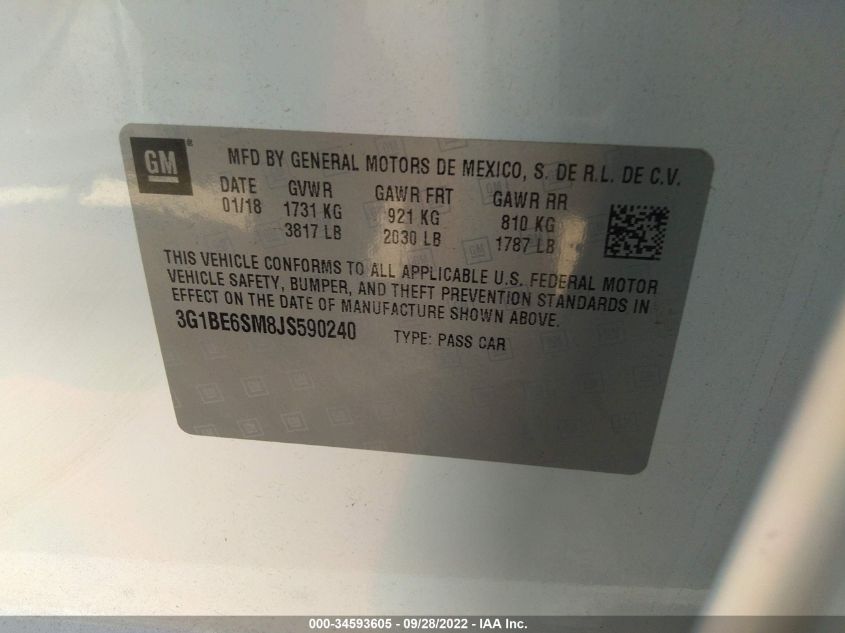 GM ® MFD BY GENERAL MOTORS DE MEXICO, S. DE R.L. DE C.V.
DATE GVWR GAWR FRT GAWR RR
01/18 1731 KG 921 KG 810 KG
3817 LB 2030 LB 1787 LB
THIS VEHICLE CONFORMS TO ALL APPLICABLE U.S. FEDERAL MOTOR
VEHICLE SAFETY, BUMPER, AND THEFT PREVENTION STANDARDS IN
EFFECT ON THE DATE OF MANUFACTURE SHOWN ABOVE.
3G1BE6SM8JS590240 TYPE: PASS CAR
000-34593605 - 09/28/2022 - IAA Inc.